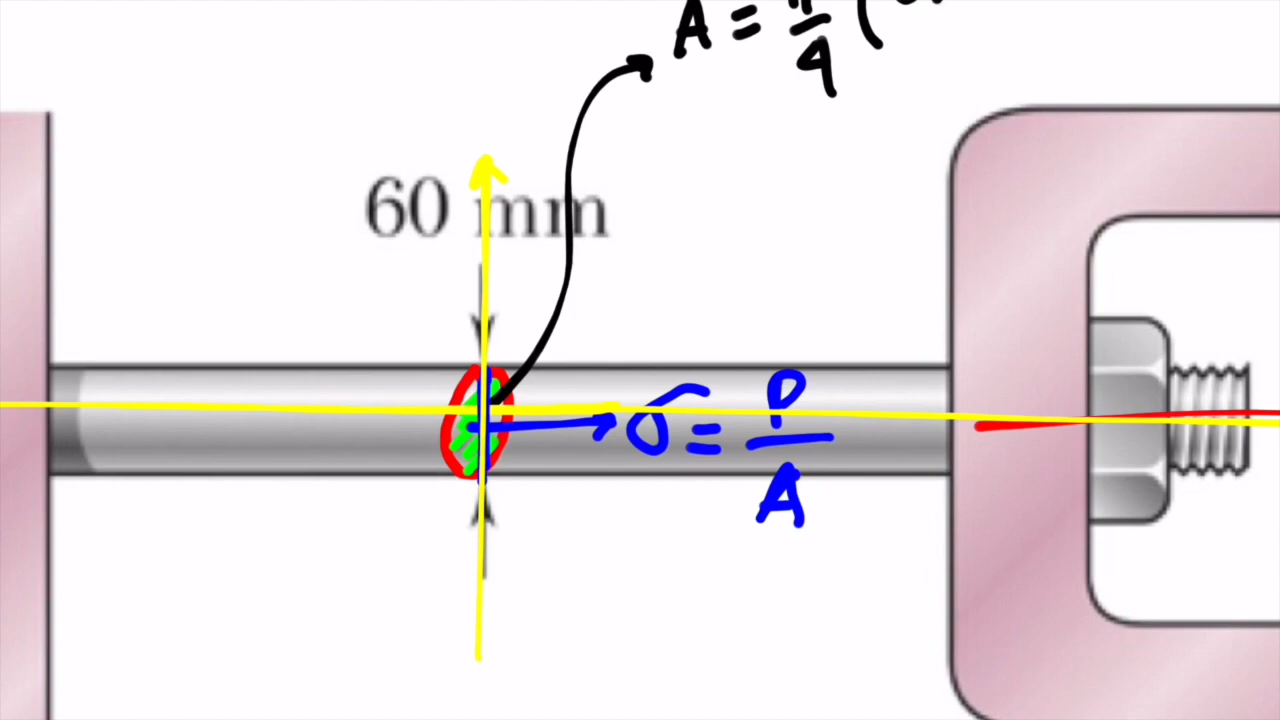 A = π/4 (
60 mm
σ = P/A